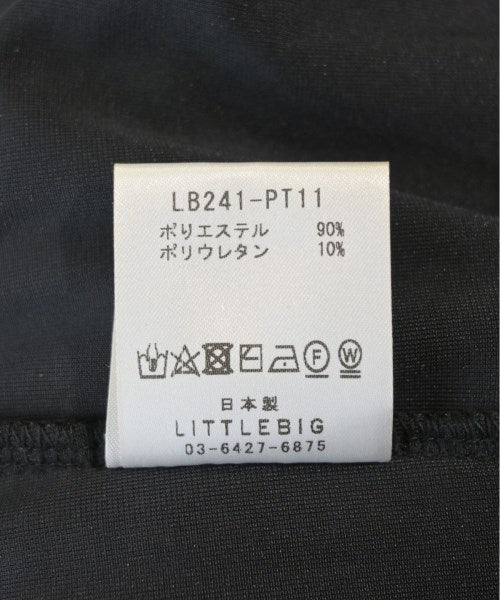 LB241-PT11
ポリエステル 90%
ポリウレタン 10%
F W
日本製
LITTLEBIG
03-6427-6875